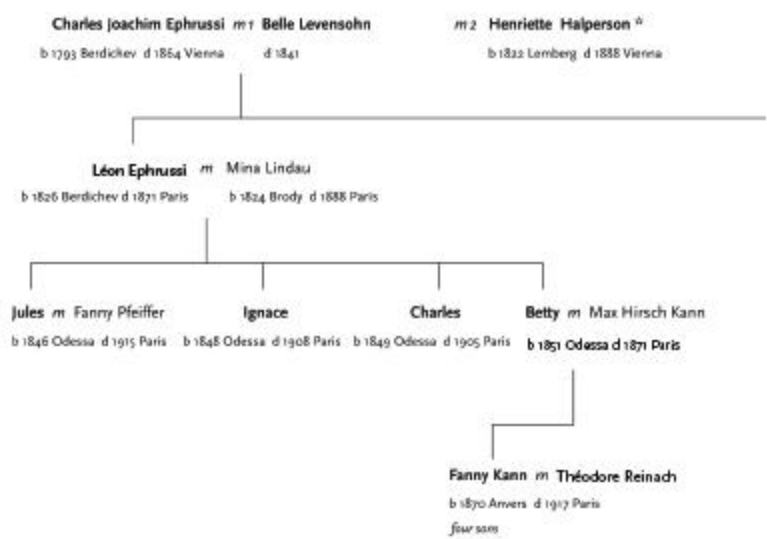 Charles Joachim Ephrussi m1 Belle Levensohn m2 Henriette Halperson *
b 1793 Berdichev d 1864 Vienna d 1841 b 1822 Lemberg d 1888 Vienna
Léon Ephrussi m Mina Lindau
b 1826 Berdichev d 1871 Paris b 1824 Brody d 1888 Paris
Jules m Fanny Pfeiffer Ignace Charles Betty m Max Hirsch Kann
b 1846 Odessa d 1915 Paris b 1848 Odessa d 1908 Paris b 1849 Odessa d 1905 Paris b 1851 Odessa d 1871 Paris
Fanny Kann m Théodore Reinach
b 1870 Anvers d 1917 Paris
four sons